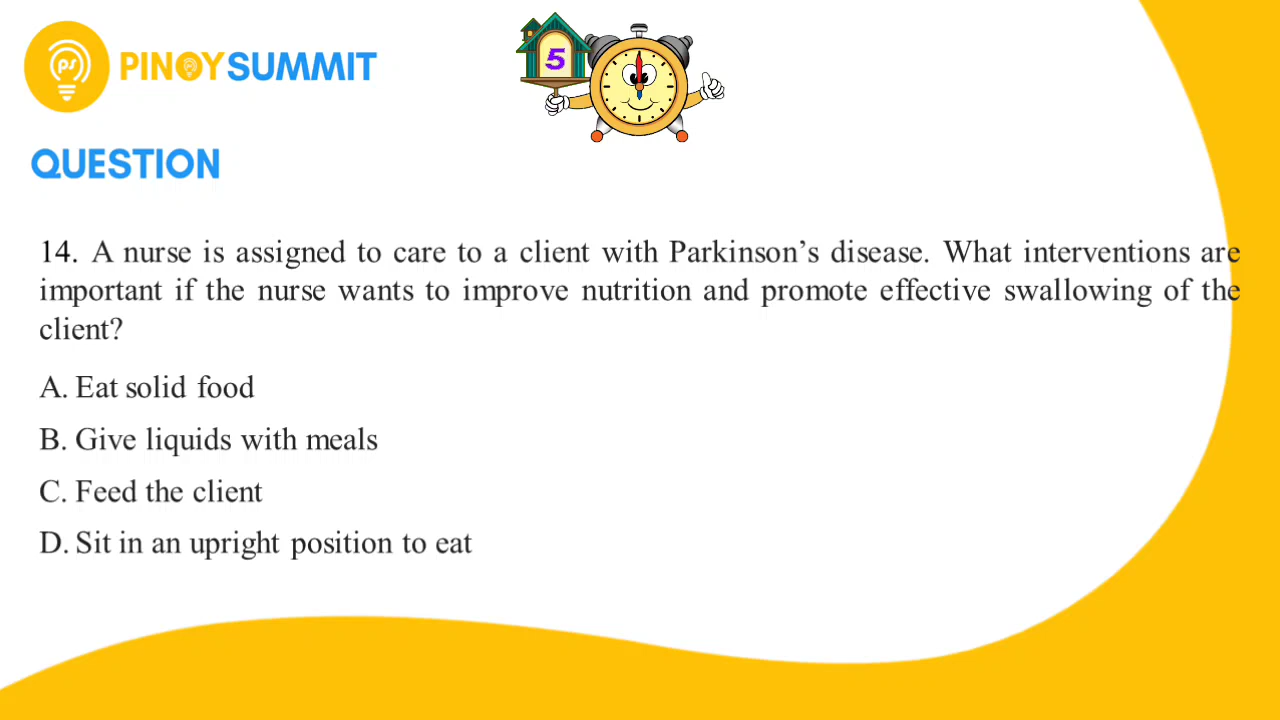 PINOYSUMMIT
5
QUESTION
14. A nurse is assigned to care to a client with Parkinson’s disease. What interventions are
important if the nurse wants to improve nutrition and promote effective swallowing of the
client?
A. Eat solid food
B. Give liquids with meals
C. Feed the client
D. Sit in an upright position to eat